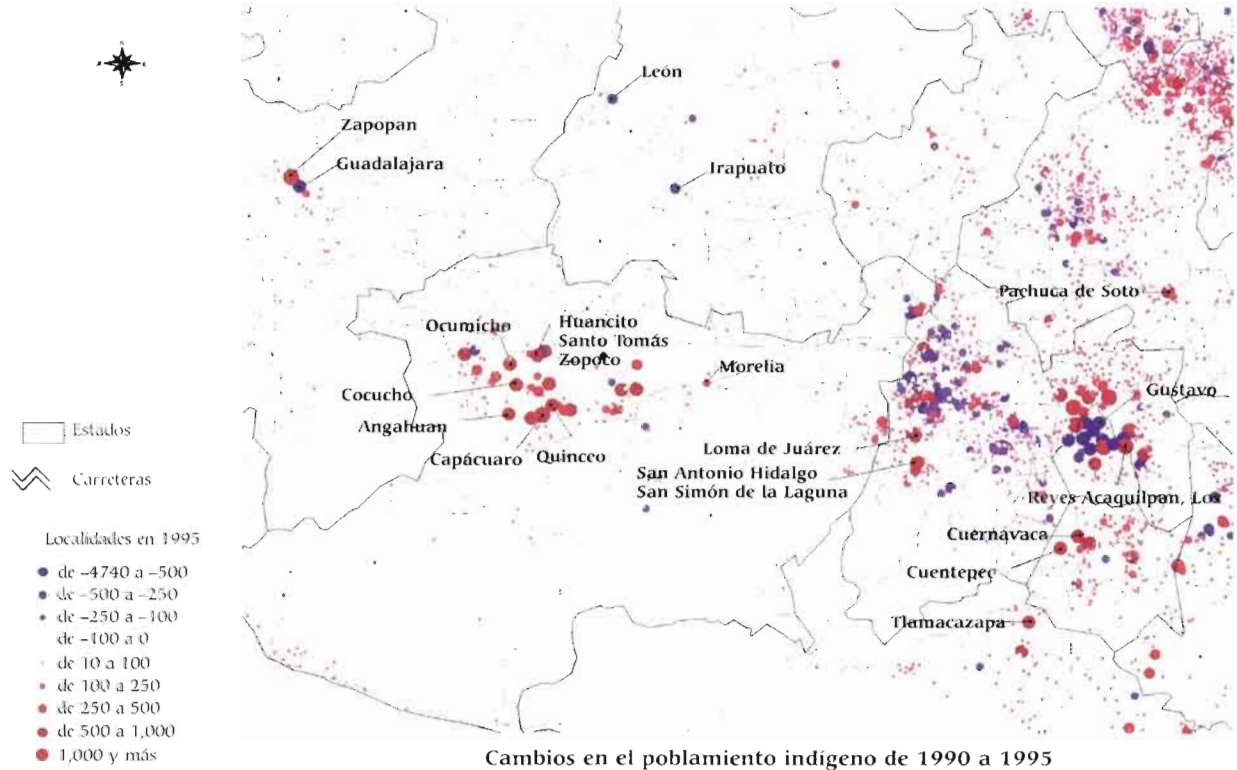 León
Zapopan
Guadalajara
Irapuato
Pachuca de Soto
Ocumicho
Huancito
Santo Tomás
Zopoco
Morelia
Cocucho
Gustavo
Angahuan
Capácuaro
Quinceo
Loma de Juárez
San Antonio Hidalgo
San Simón de la Laguna
Reyes Acaquilpan, Los
Cuernavaca
Cuentepec
Tlamacazapa
Estados
Carreteras
Localidades en 1995
de –4740 a –500
de –500 a –250
de –250 a –100
de –100 a 0
de 10 a 100
de 100 a 250
de 250 a 500
de 500 a 1,000
1,000 y más
Cambios en el poblamiento indígeno de 1990 a 1995